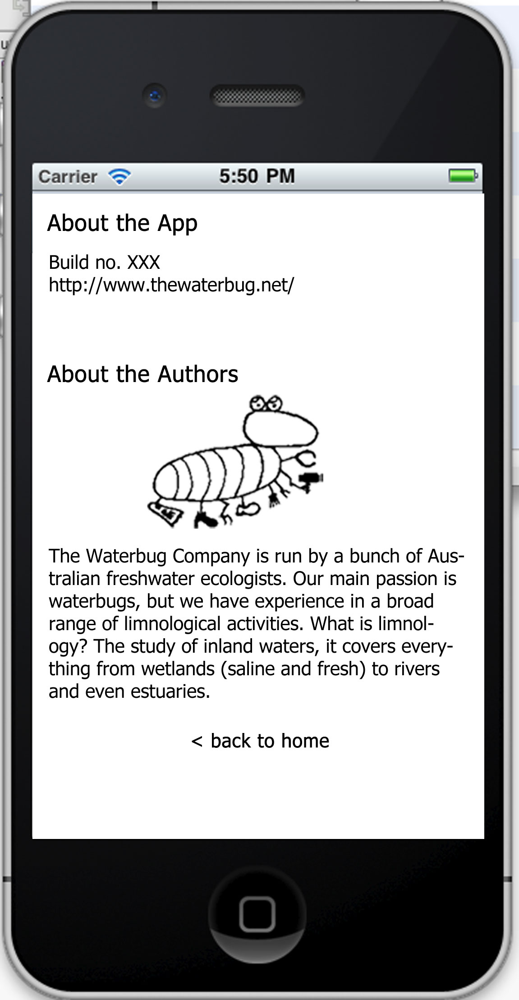 Carrier 5:50 PM
About the App
Build no. XXX
http://www.thewaterbug.net/
About the Authors
The Waterbug Company is run by a bunch of Aus-
tralian freshwater ecologists. Our main passion is
waterbugs, but we have experience in a broad
range of limnological activities. What is limnol-
ogy? The study of inland waters, it covers every-
thing from wetlands (saline and fresh) to rivers
and even estuaries.
< back to home